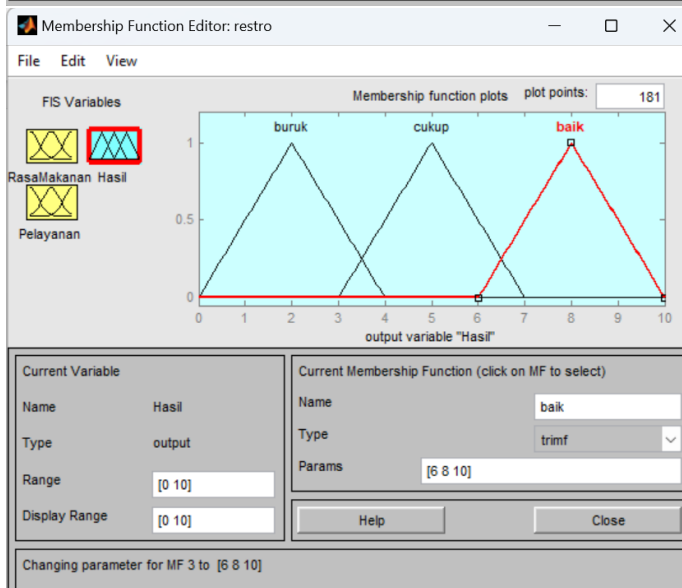 Membership Function Editor: restro
File Edit View
FIS Variables
RasaMakanan Hasil
Pelayanan
Membership function plots plot points: 181
buruk cukup baik
1
0.5
0
0 1 2 3 4 5 6 7 8 9 10
output variable "Hasil"
Current Variable
Name Hasil
Type output
Range [0 10]
Display Range [0 10]
Current Membership Function (click on MF to select)
Name baik
Type trimf
Params [6 8 10]
Help Close
Changing parameter for MF 3 to [6 8 10]